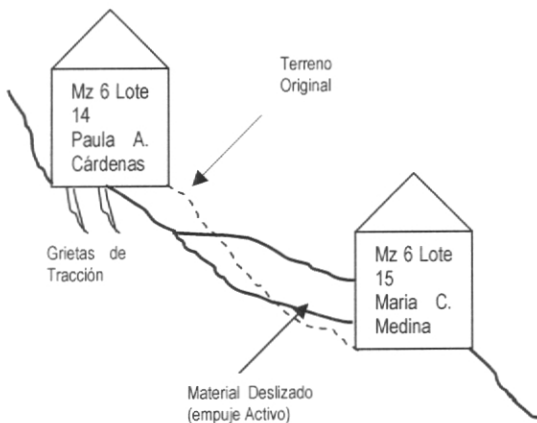 Terreno
Original
Mz 6 Lote
14
Paula A.
Cárdenas
Grietas de
Tracción
Mz 6 Lote
15
Maria C.
Medina
Material Deslizado
(empuje Activo)